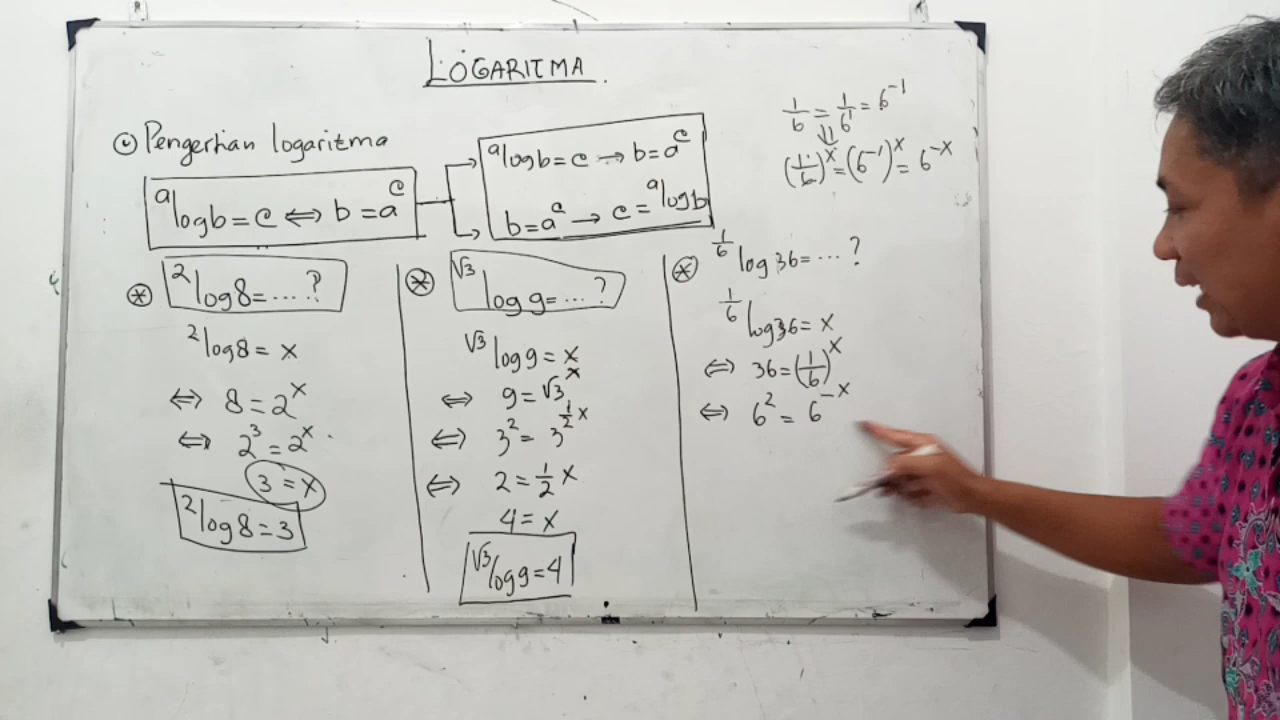 LOGARITMA.
⊙ Pengertian logaritma
ᵃlog b = c ⟺ b = aᶜ
ᵃlog b = c → b = aᶜ
b = aᶜ → c = ᵃlog b
1/6 = 1/6¹ = 6⁻¹
⇓
(1/6)ˣ = (6⁻¹)ˣ = 6⁻ˣ
⊛ ²log 8 = .... ?
²log 8 = x
⟺ 8 = 2ˣ
⟺ 2³ = 2ˣ.
3 = x
²log 8 = 3
⊛ √3log 9 = ... ?
√3log 9 = x
⟺ 9 = √3ˣ
⟺ 3² = 3^(1/2 x)
⟺ 2 = 1/2 x
4 = x
√3log 9 = 4
⊛ 1/6log 36 = .... ?
1/6log 36 = x
⟺ 36 = (1/6)ˣ
⟺ 6² = 6⁻ˣ